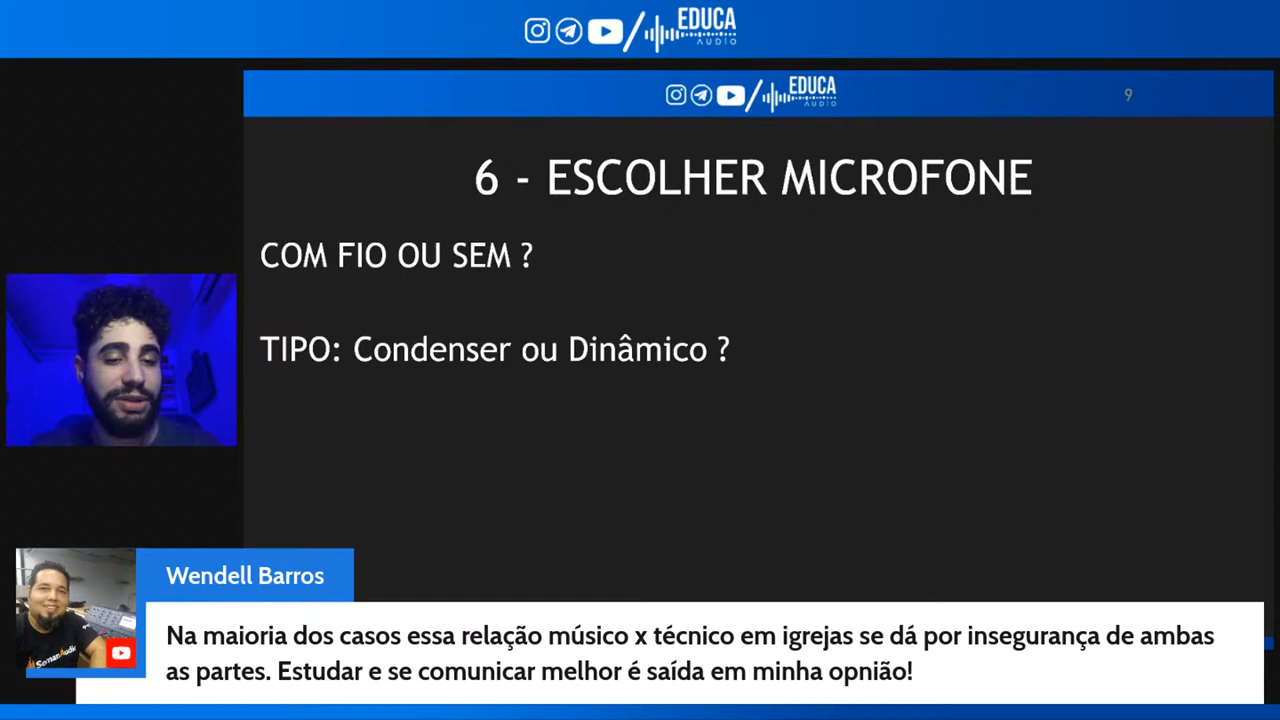 EDUCA
AUDIO
EDUCA
AUDIO
9
6 - ESCOLHER MICROFONE
COM FIO OU SEM ?
TIPO: Condenser ou Dinâmico ?
Wendell Barros
Na maioria dos casos essa relação músico x técnico em igrejas se dá por insegurança de ambas
as partes. Estudar e se comunicar melhor é saída em minha opnião!